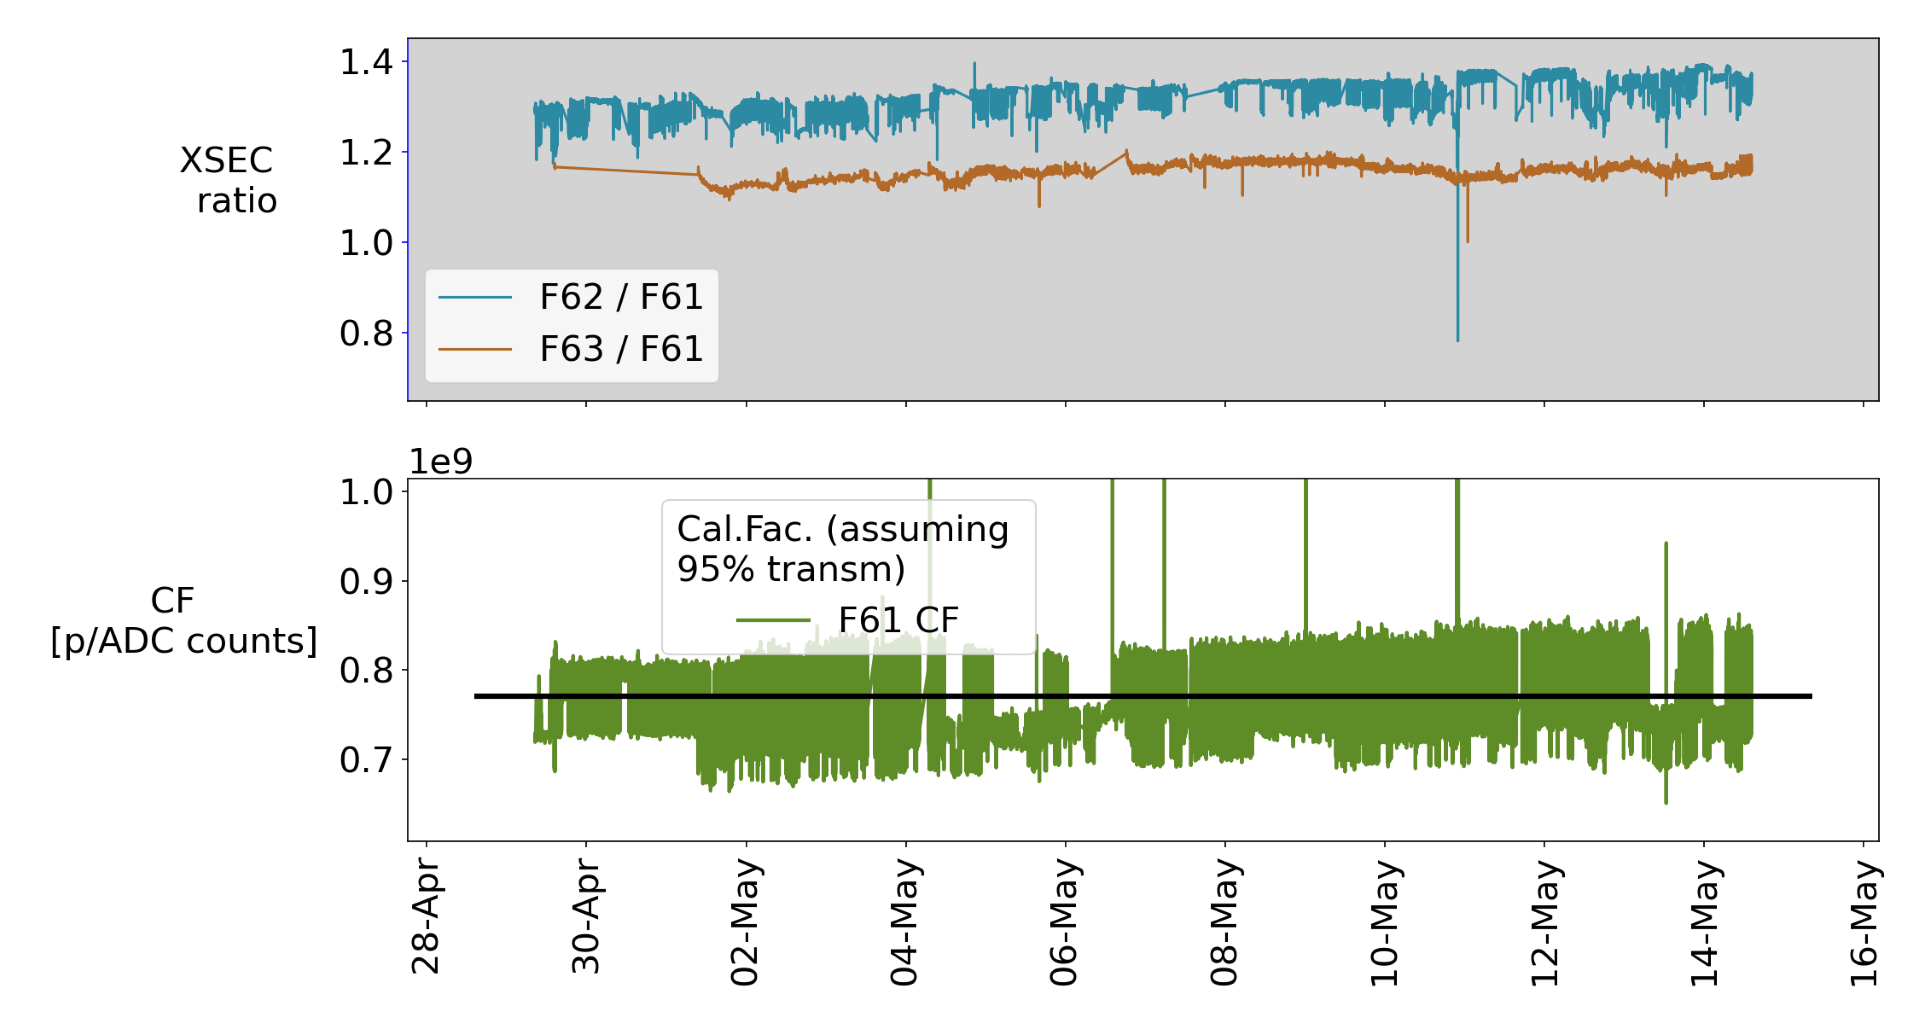 1.4
1.2
1.0
0.8
XSEC
ratio
F62 / F61
F63 / F61
1e9
1.0
0.9
0.8
0.7
CF
[p/ADC counts]
Cal.Fac. (assuming
95% transm)
F61 CF
28-Apr
30-Apr
02-May
04-May
06-May
08-May
10-May
12-May
14-May
16-May